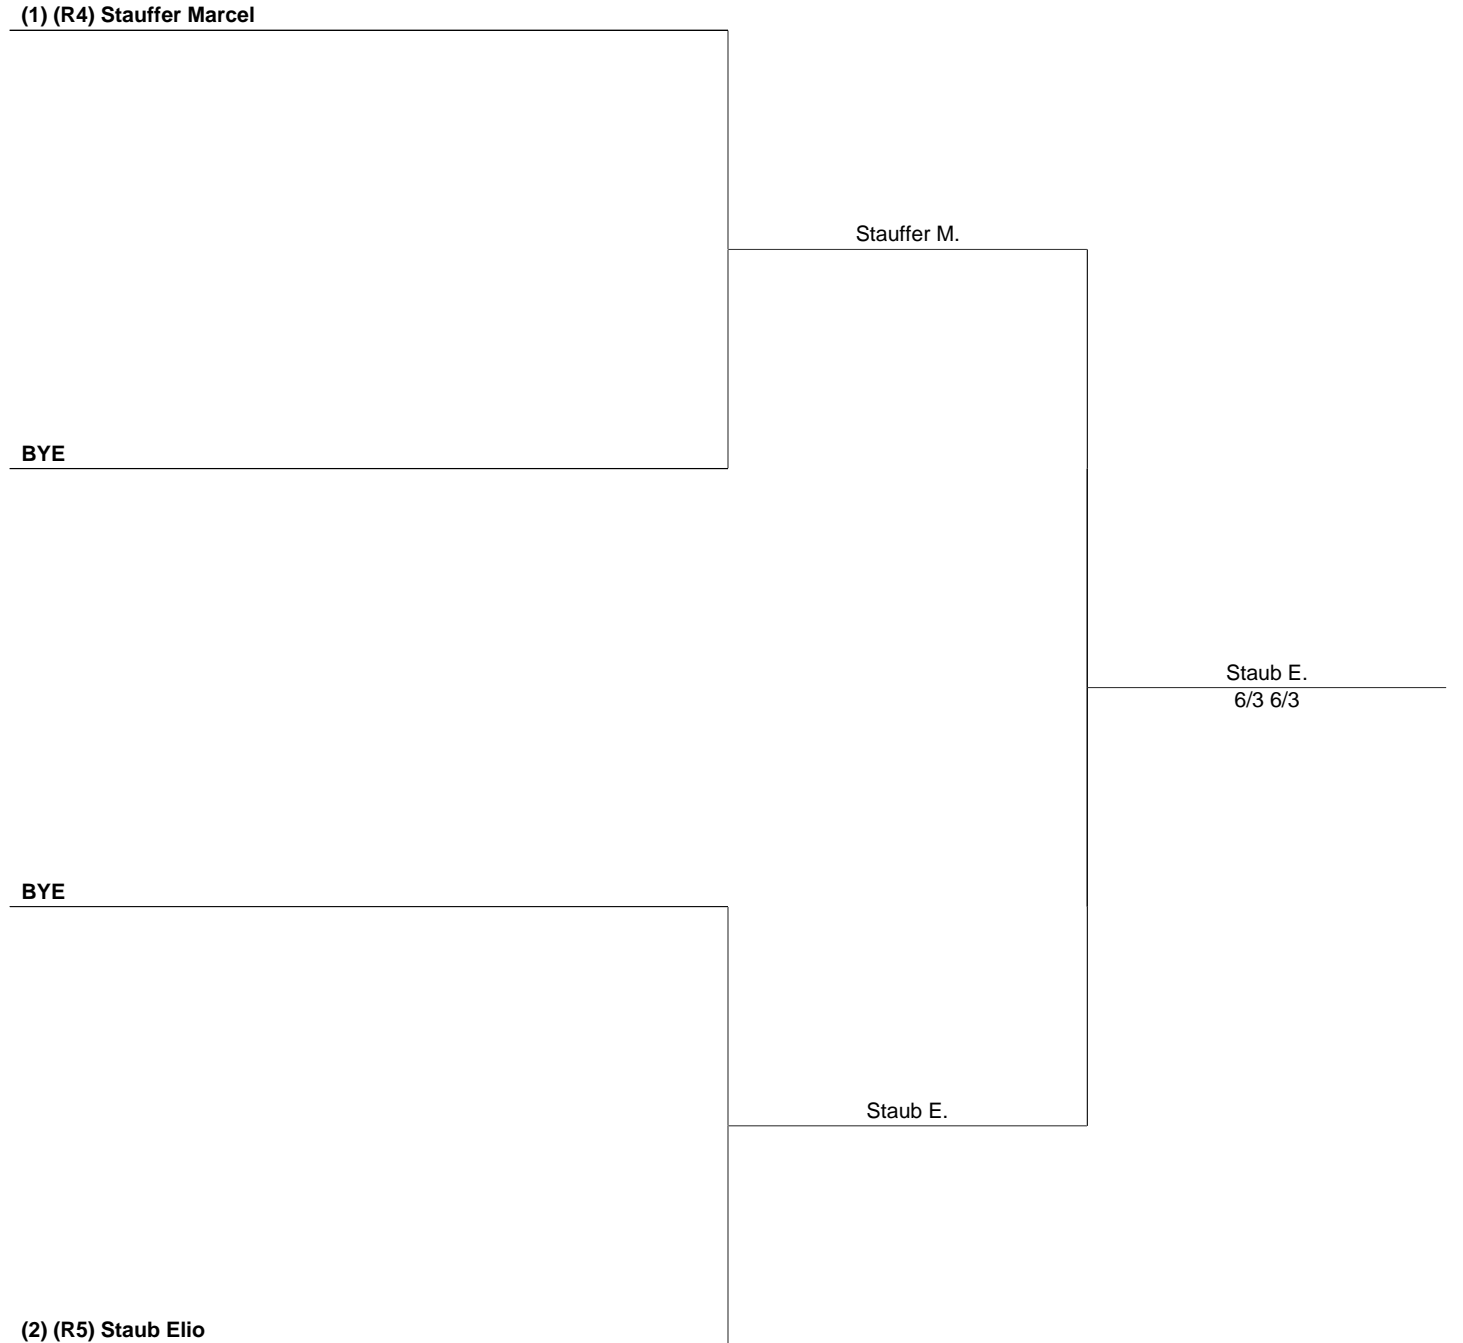 (1) (R4) Stauffer Marcel
Stauffer M.
BYE
Staub E.
6/3 6/3
BYE
Staub E.
(2) (R5) Staub Elio